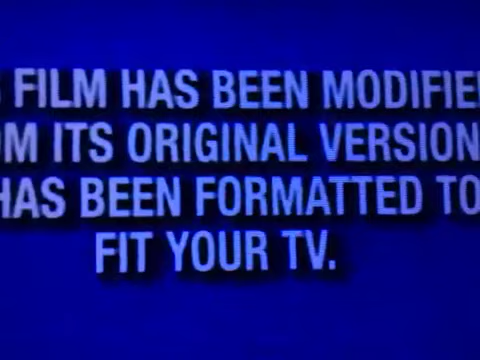 FILM HAS BEEN MODIFIE
M ITS ORIGINAL VERSION
HAS BEEN FORMATTED TO
FIT YOUR TV.